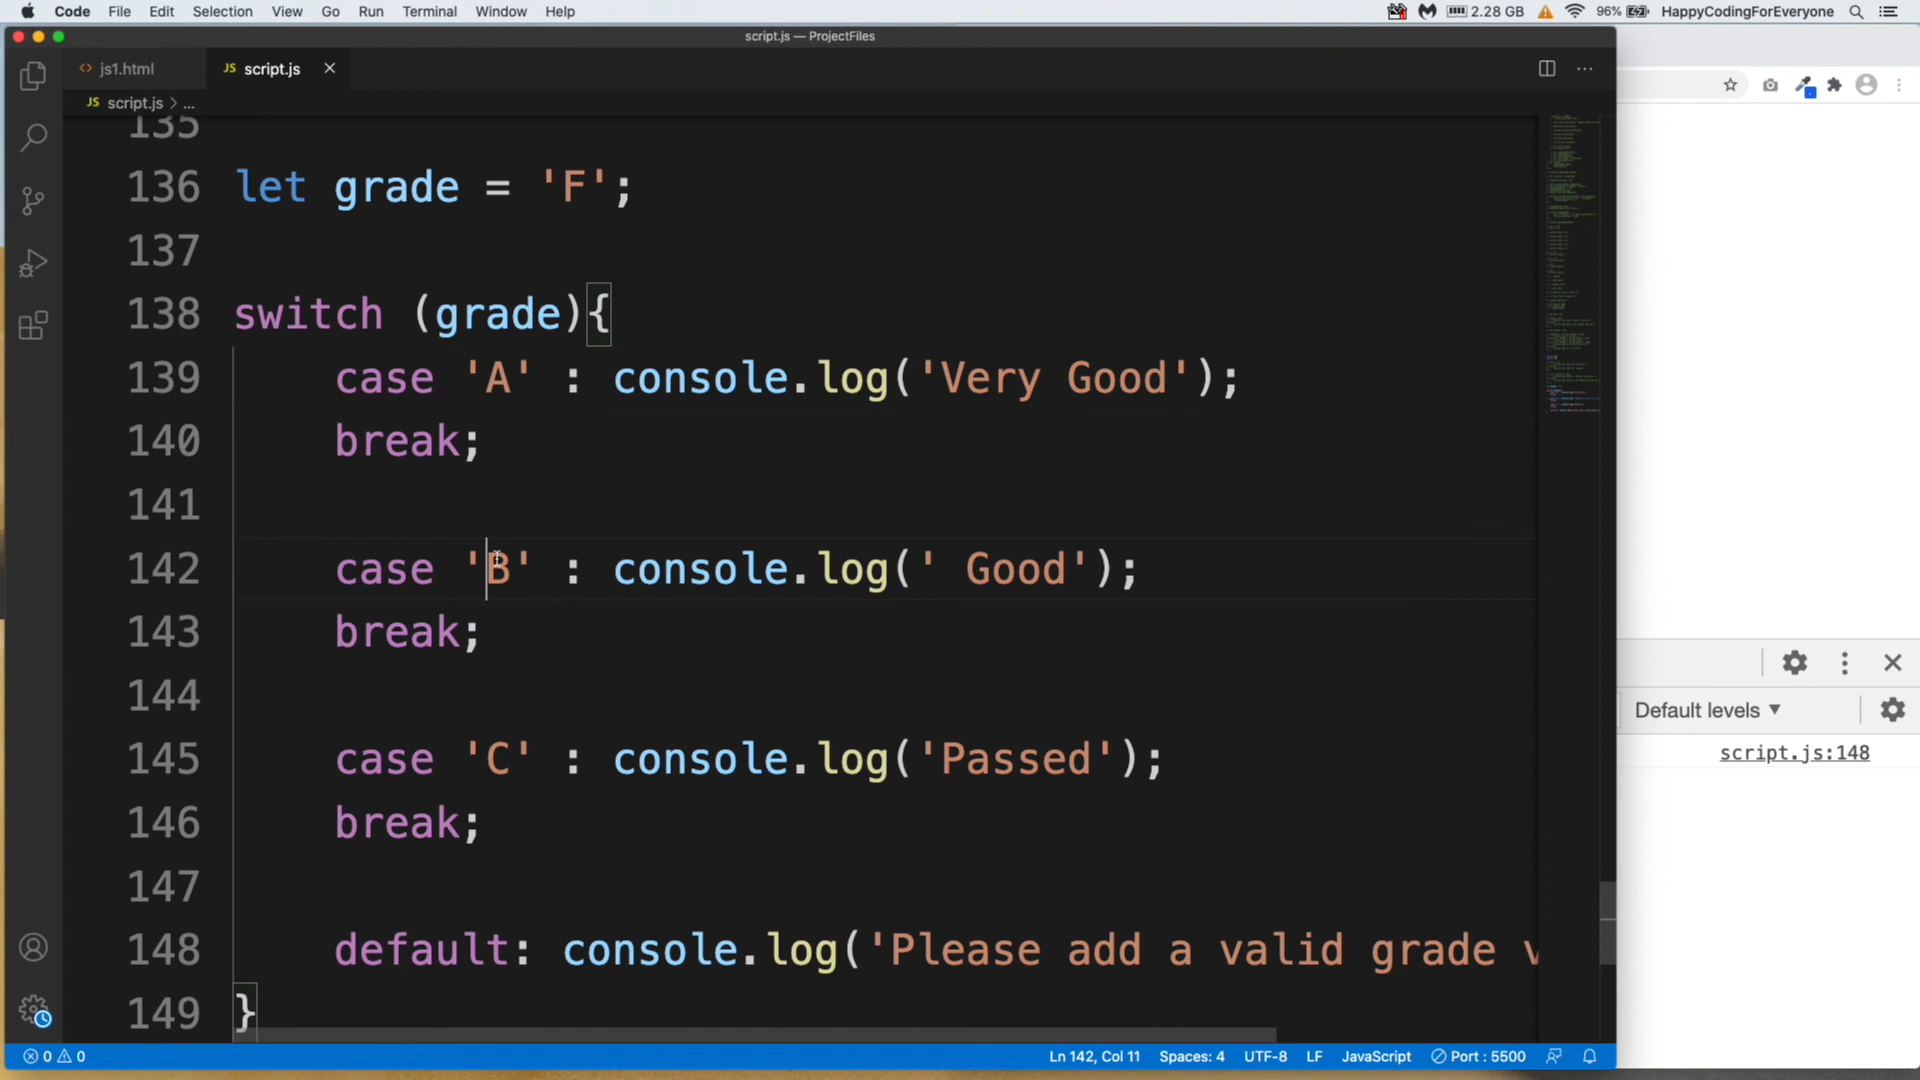 Code File Edit Selection View Go Run Terminal Window Help 2.28 GB 96% HappyCodingForEveryone
script.js — ProjectFiles
js1.html JS script.js
JS script.js > ...
135
136 let grade = 'F';
137
138 switch (grade){
139 case 'A' : console.log('Very Good');
140 break;
141
142 case 'B' : console.log(' Good');
143 break;
144
145 case 'C' : console.log('Passed');
146 break;
147
148 default: console.log('Please add a valid grade v
149 }
Default levels
script.js:148
0 0 Ln 142, Col 11 Spaces: 4 UTF-8 LF JavaScript Port : 5500